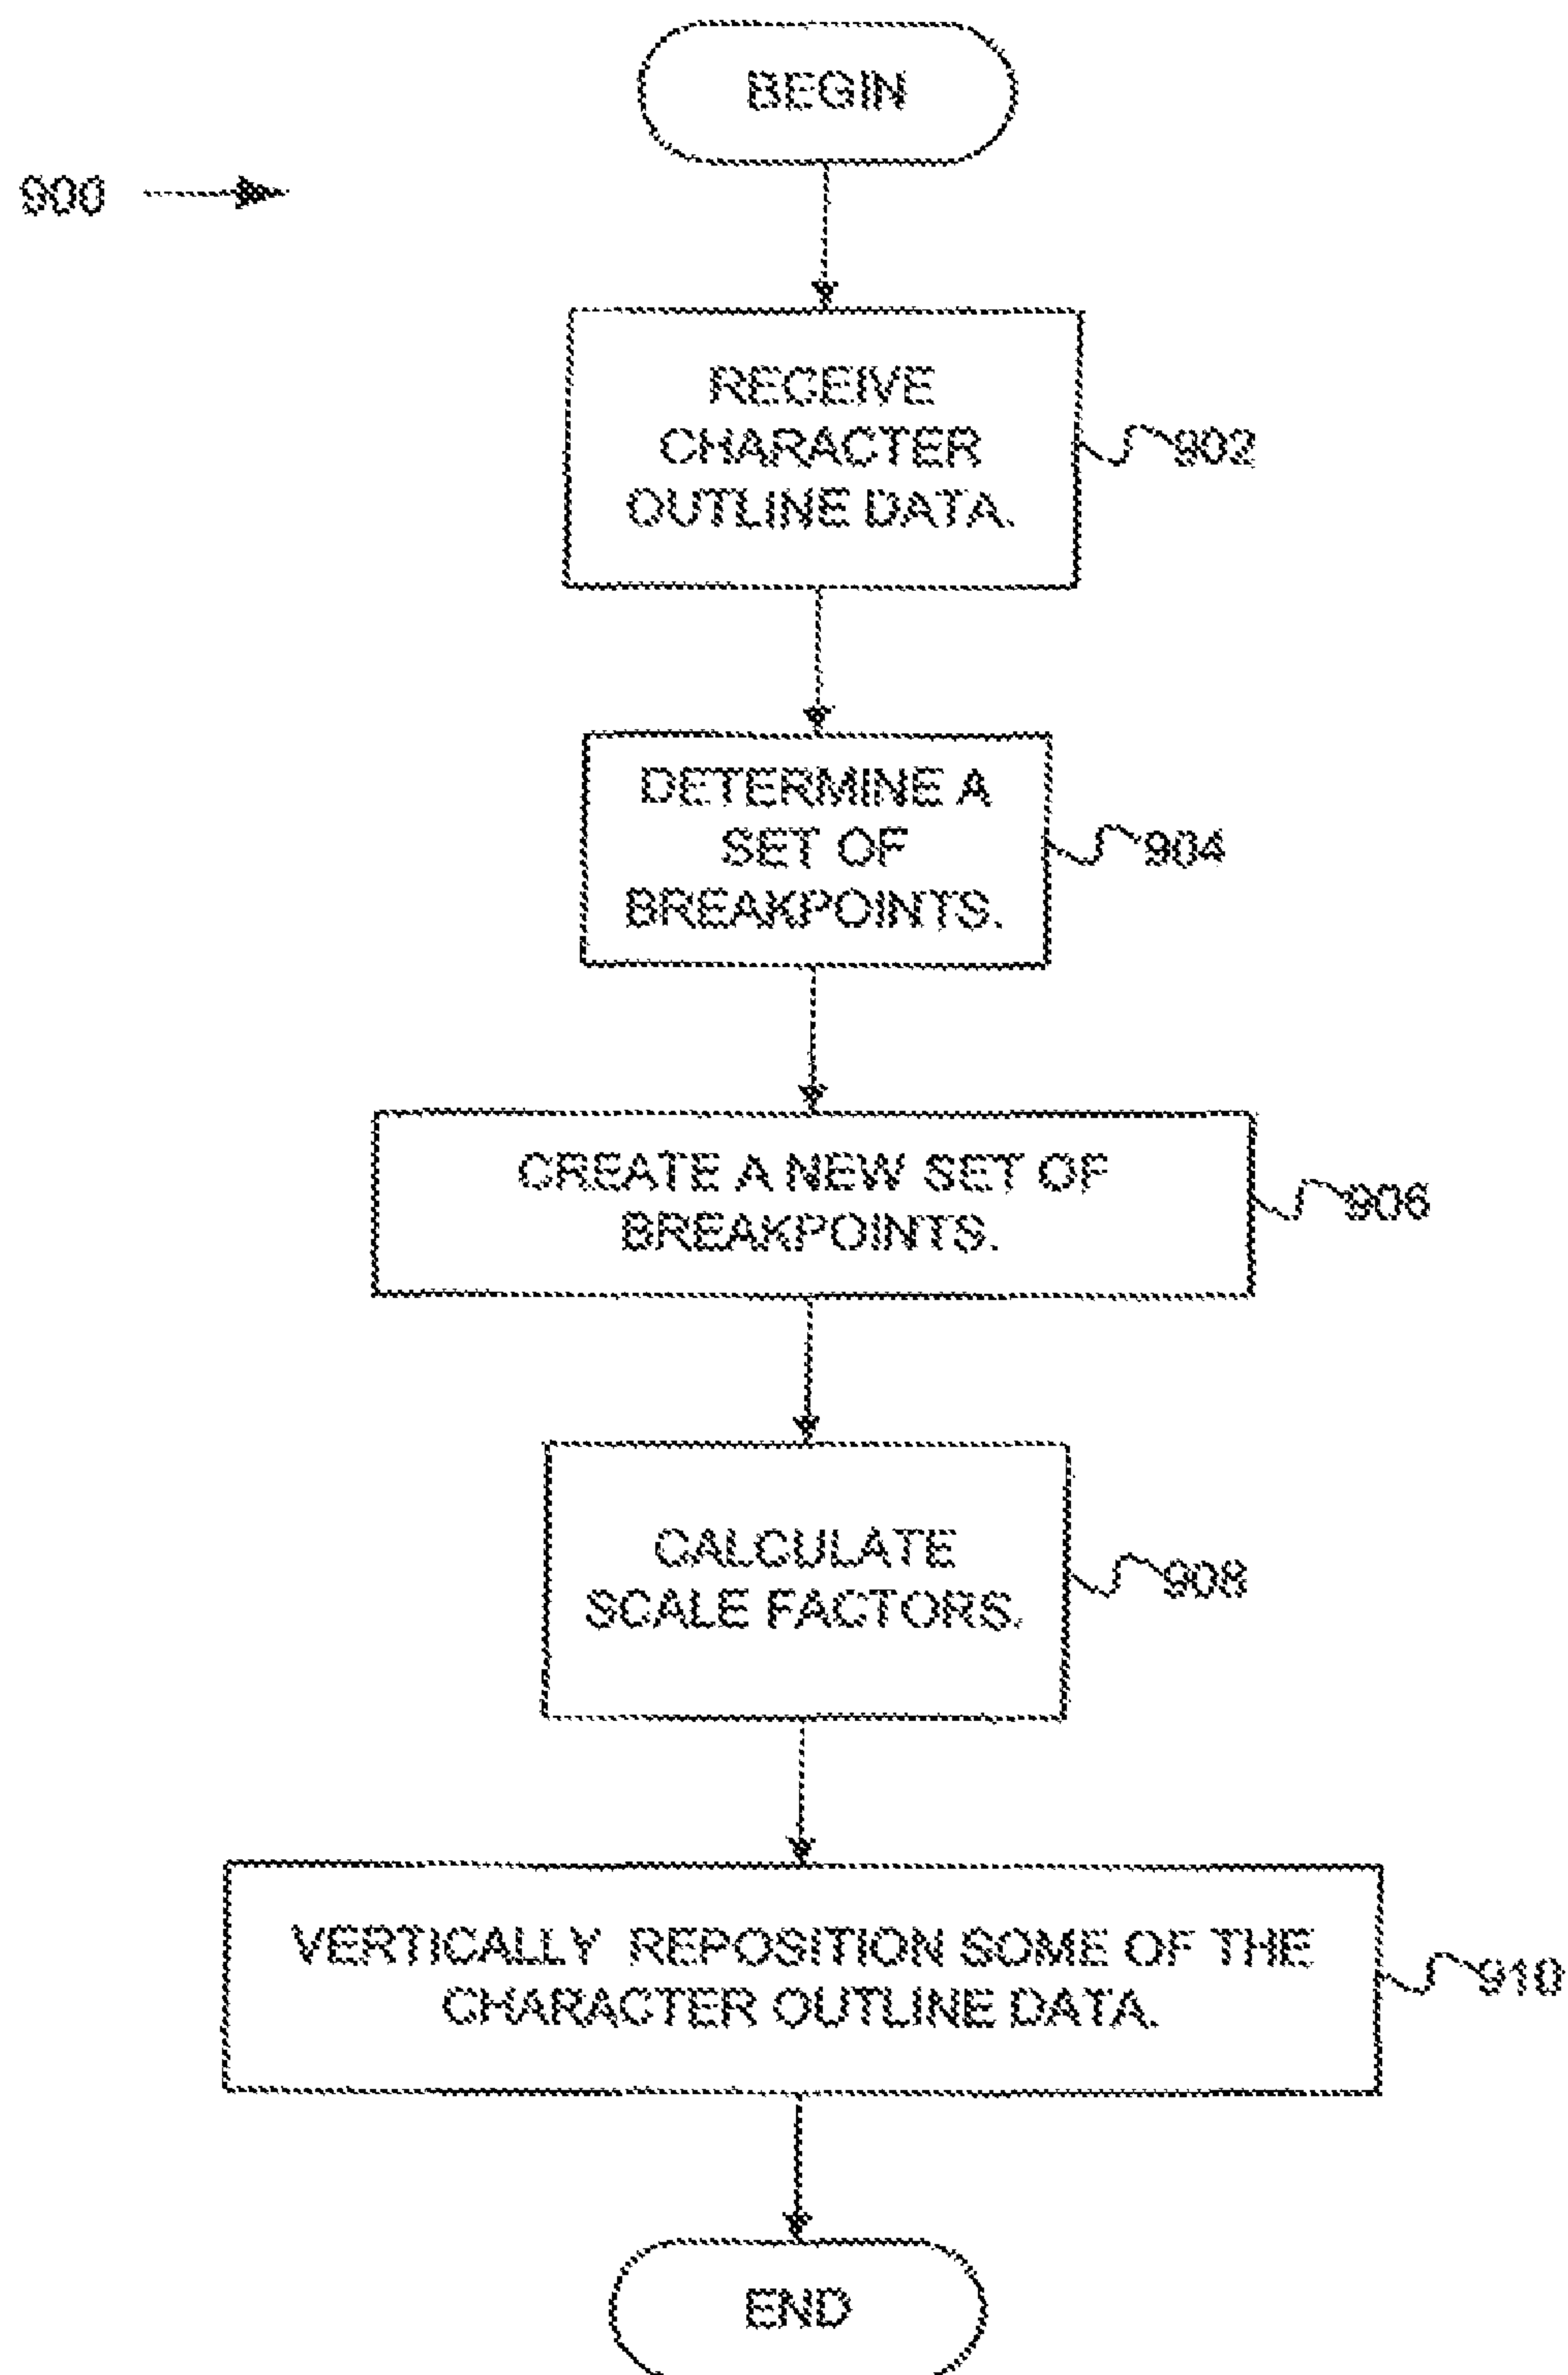 BEGIN
900
RECEIVE
CHARACTER
OUTLINE DATA.
902
DETERMINE A
SET OF
BREAKPOINTS.
904
CREATE A NEW SET OF
BREAKPOINTS.
906
CALCULATE
SCALE FACTORS.
908
VERTICALLY REPOSITION SOME OF THE
CHARACTER OUTLINE DATA.
910
END